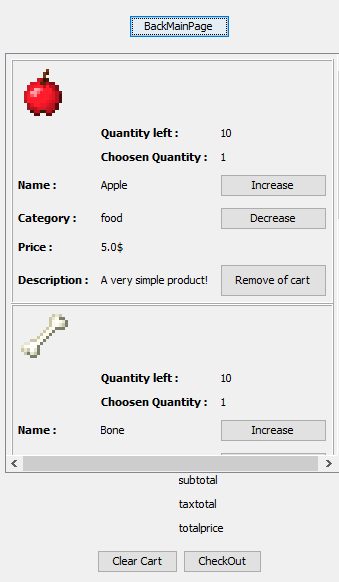 BackMainPage
Quantity left : 10
Choosen Quantity : 1
Name : Apple Increase
Category : food Decrease
Price : 5.0$
Description : A very simple product! Remove of cart
Quantity left : 10
Choosen Quantity : 1
Name : Bone Increase
subtotal
taxtotal
totalprice
Clear Cart CheckOut